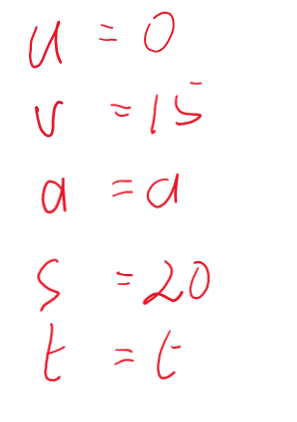 u = 0
v = 15
a = a
s = 20
t = t